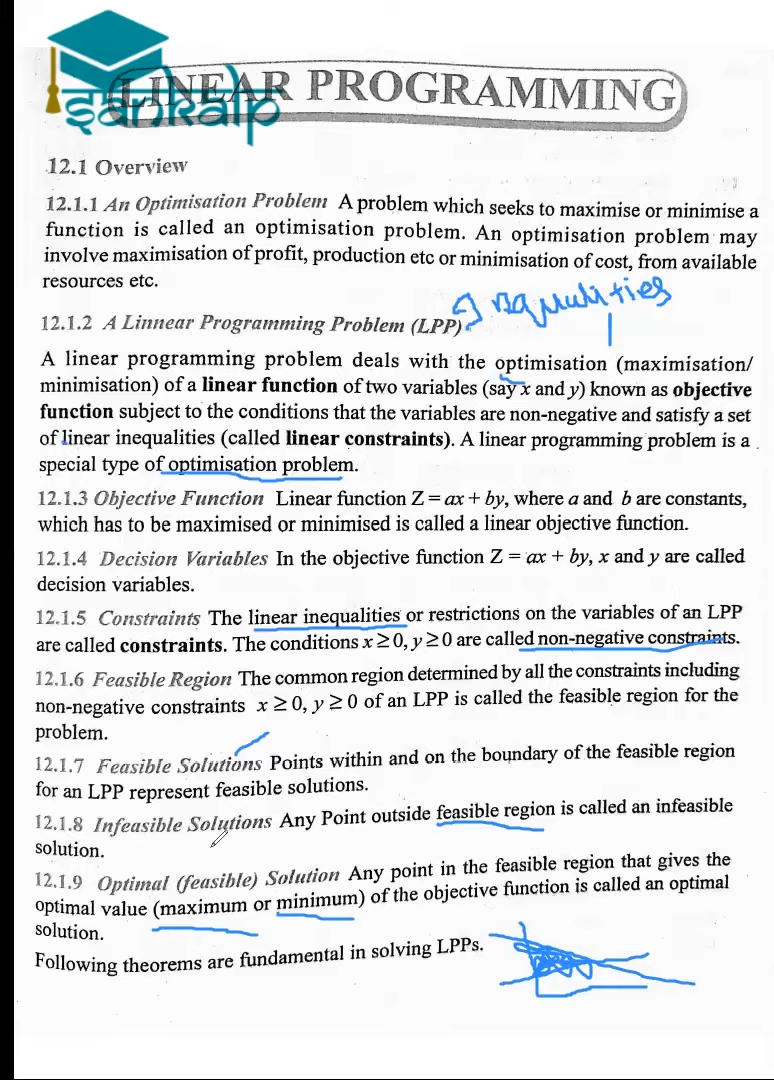 LINEAR PROGRAMMING
sankalp
12.1 Overview
12.1.1 An Optimisation Problem A problem which seeks to maximise or minimise a
function is called an optimisation problem. An optimisation problem may
involve maximisation of profit, production etc or minimisation of cost, from available
resources etc.
12.1.2 A Linnear Programming Problem (LPP)
A linear programming problem deals with the optimisation (maximisation/
minimisation) of a linear function of two variables (say x and y) known as objective
function subject to the conditions that the variables are non-negative and satisfy a set
of linear inequalities (called linear constraints). A linear programming problem is a
special type of optimisation problem.
12.1.3 Objective Function Linear function Z = ax + by, where a and b are constants,
which has to be maximised or minimised is called a linear objective function.
12.1.4 Decision Variables In the objective function Z = ax + by, x and y are called
decision variables.
12.1.5 Constraints The linear inequalities or restrictions on the variables of an LPP
are called constraints. The conditions x ≥ 0, y ≥ 0 are called non-negative constraints.
12.1.6 Feasible Region The common region determined by all the constraints including
non-negative constraints x ≥ 0, y ≥ 0 of an LPP is called the feasible region for the
problem.
12.1.7 Feasible Solutions Points within and on the boundary of the feasible region
for an LPP represent feasible solutions.
12.1.8 Infeasible Solutions Any Point outside feasible region is called an infeasible
solution.
12.1.9 Optimal (feasible) Solution Any point in the feasible region that gives the
optimal value (maximum or minimum) of the objective function is called an optimal
solution.
Following theorems are fundamental in solving LPPs.